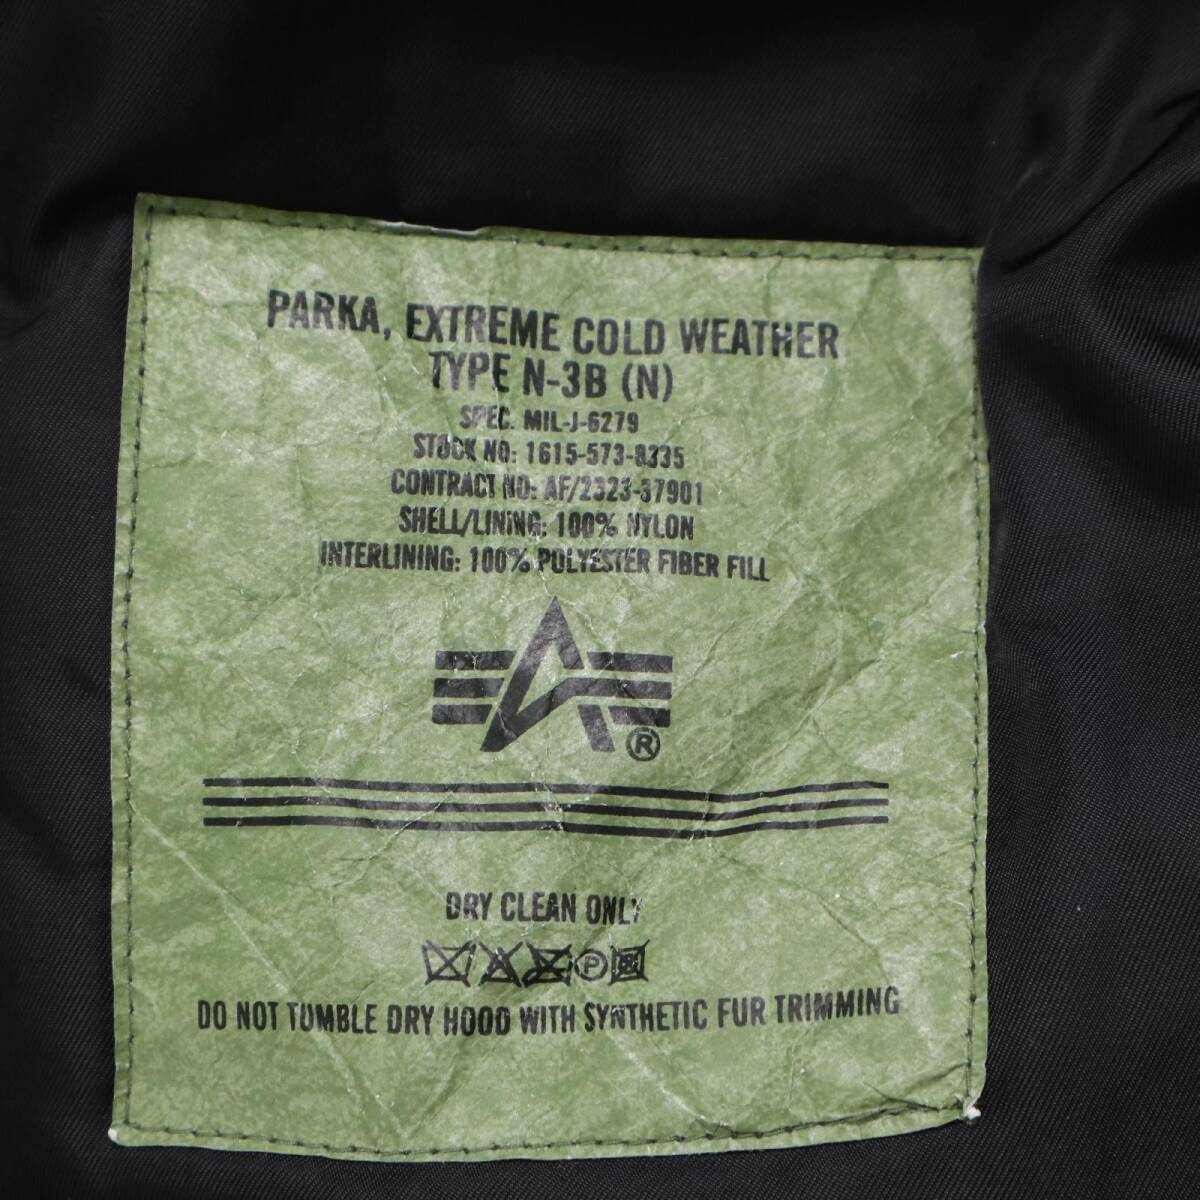 PARKA, EXTREME COLD WEATHER
TYPE N-3B (N)
SPEC. MIL-J-6279
STOCK NO: 1615-573-8335
CONTRACT NO: AF/2323-37901
SHELL/LINING: 100% NYLON
INTERLINING: 100% POLYESTER FIBER FILL
®
DRY CLEAN ONLY
P
DO NOT TUMBLE DRY HOOD WITH SYNTHETIC FUR TRIMMING